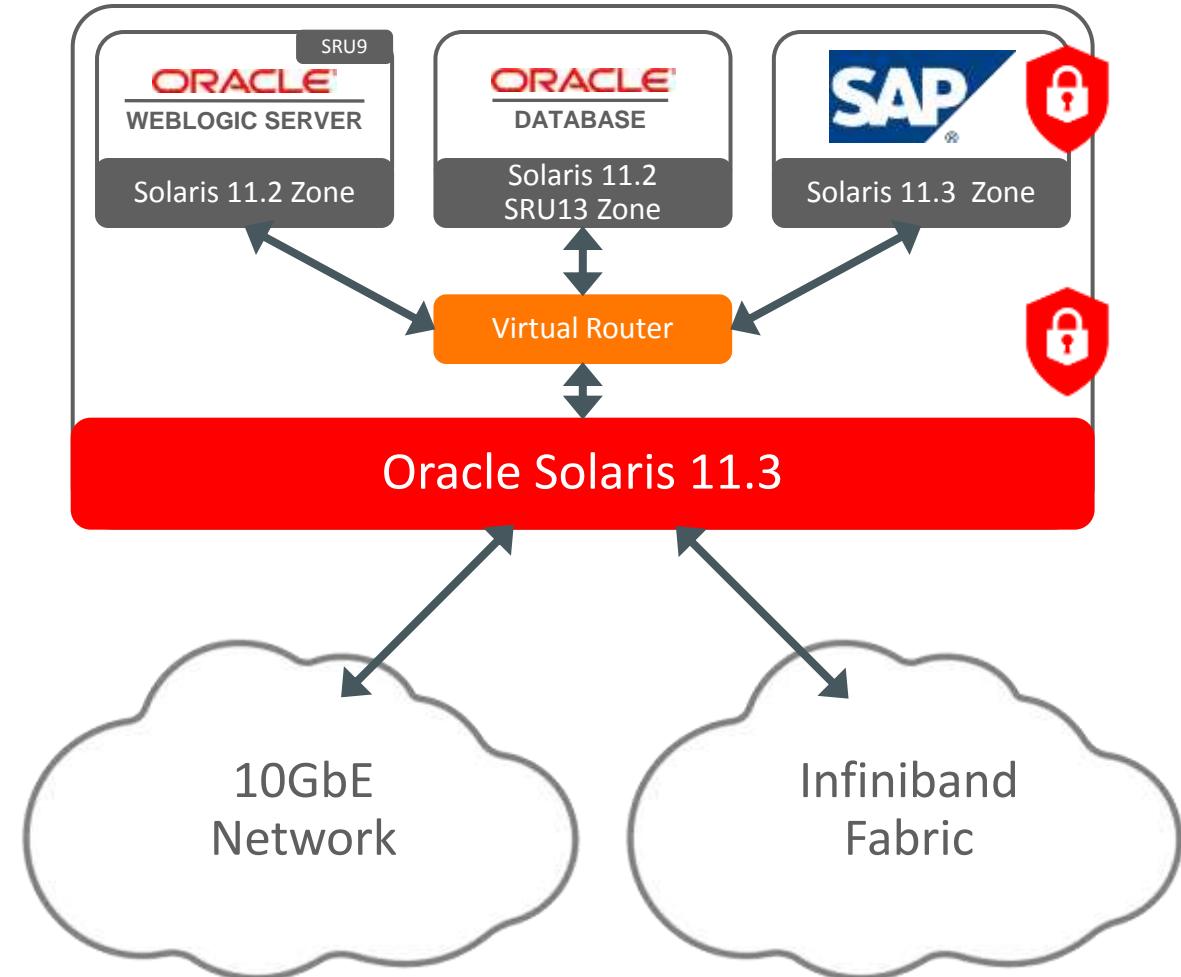 SRU9
ORACLE
WEBLOGIC SERVER
Solaris 11.2 Zone
ORACLE
DATABASE
Solaris 11.2
SRU13 Zone
SAP®
Solaris 11.3 Zone
Virtual Router
Oracle Solaris 11.3
10GbE
Network
Infiniband
Fabric